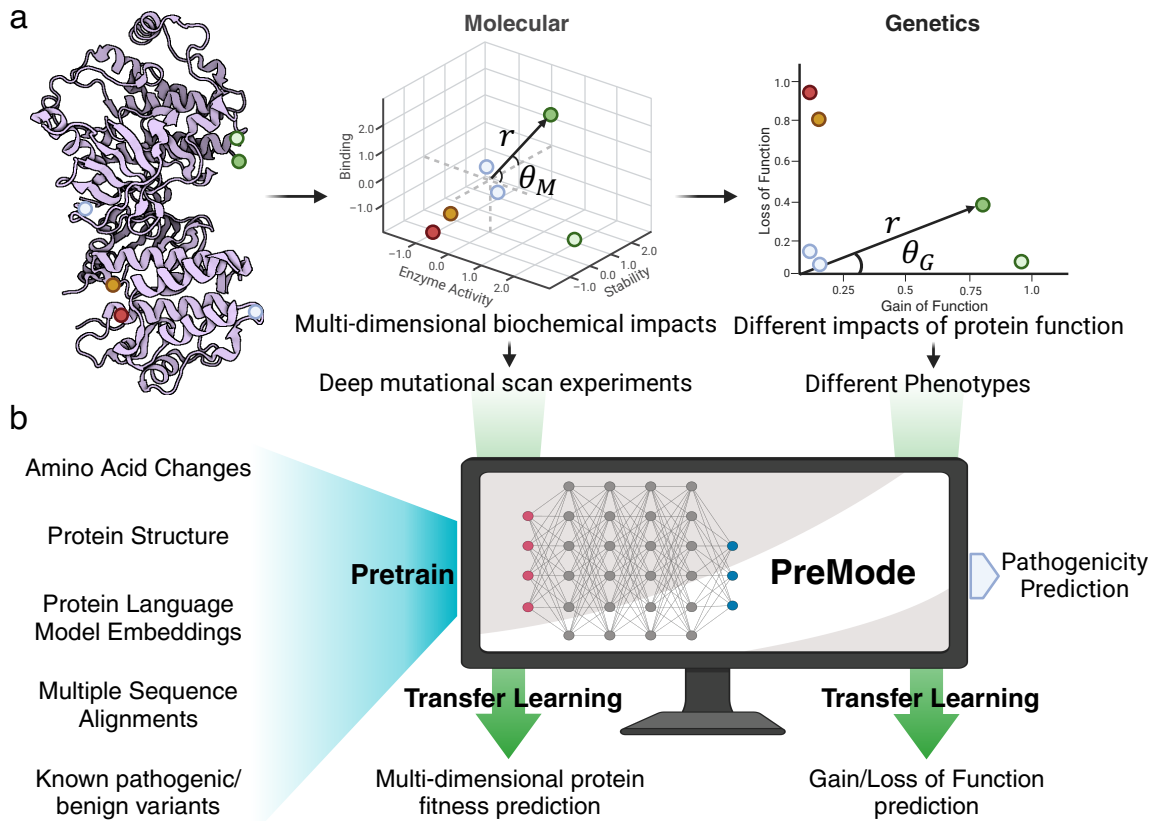 a
Molecular
Genetics
Binding
2.0
1.0
0.0
−1.0
r
θM
−1.0
0.0
1.0
2.0
Enzyme Activity
−1.0
0.0
1.0
2.0
Stability
Loss of Function
1.0
0.8
0.6
0.4
0.2
0
r
θG
0.25
0.5
0.75
1.0
Gain of Function
Multi-dimensional biochemical impacts
Different impacts of protein function
Deep mutational scan experiments
Different Phenotypes
b
Amino Acid Changes
Protein Structure
Protein Language
Model Embeddings
Multiple Sequence
Alignments
Known pathogenic/
benign variants
Pretrain
PreMode
Pathogenicity
Prediction
Transfer Learning
Transfer Learning
Multi-dimensional protein
fitness prediction
Gain/Loss of Function
prediction